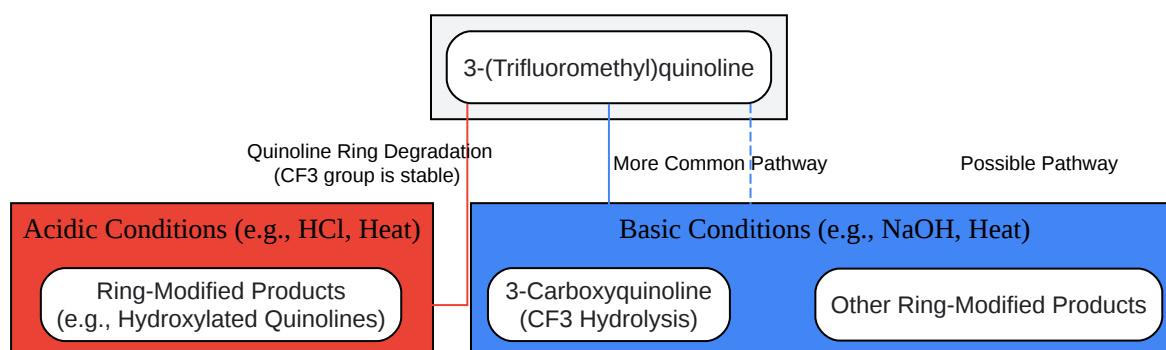 3-(Trifluoromethyl)quinoline
Quinoline Ring Degradation
(CF3 group is stable)
More Common Pathway
Possible Pathway
Acidic Conditions (e.g., HCl, Heat)
Basic Conditions (e.g., NaOH, Heat)
Ring-Modified Products
(e.g., Hydroxylated Quinolines)
3-Carboxyquinoline
(CF3 Hydrolysis)
Other Ring-Modified Products